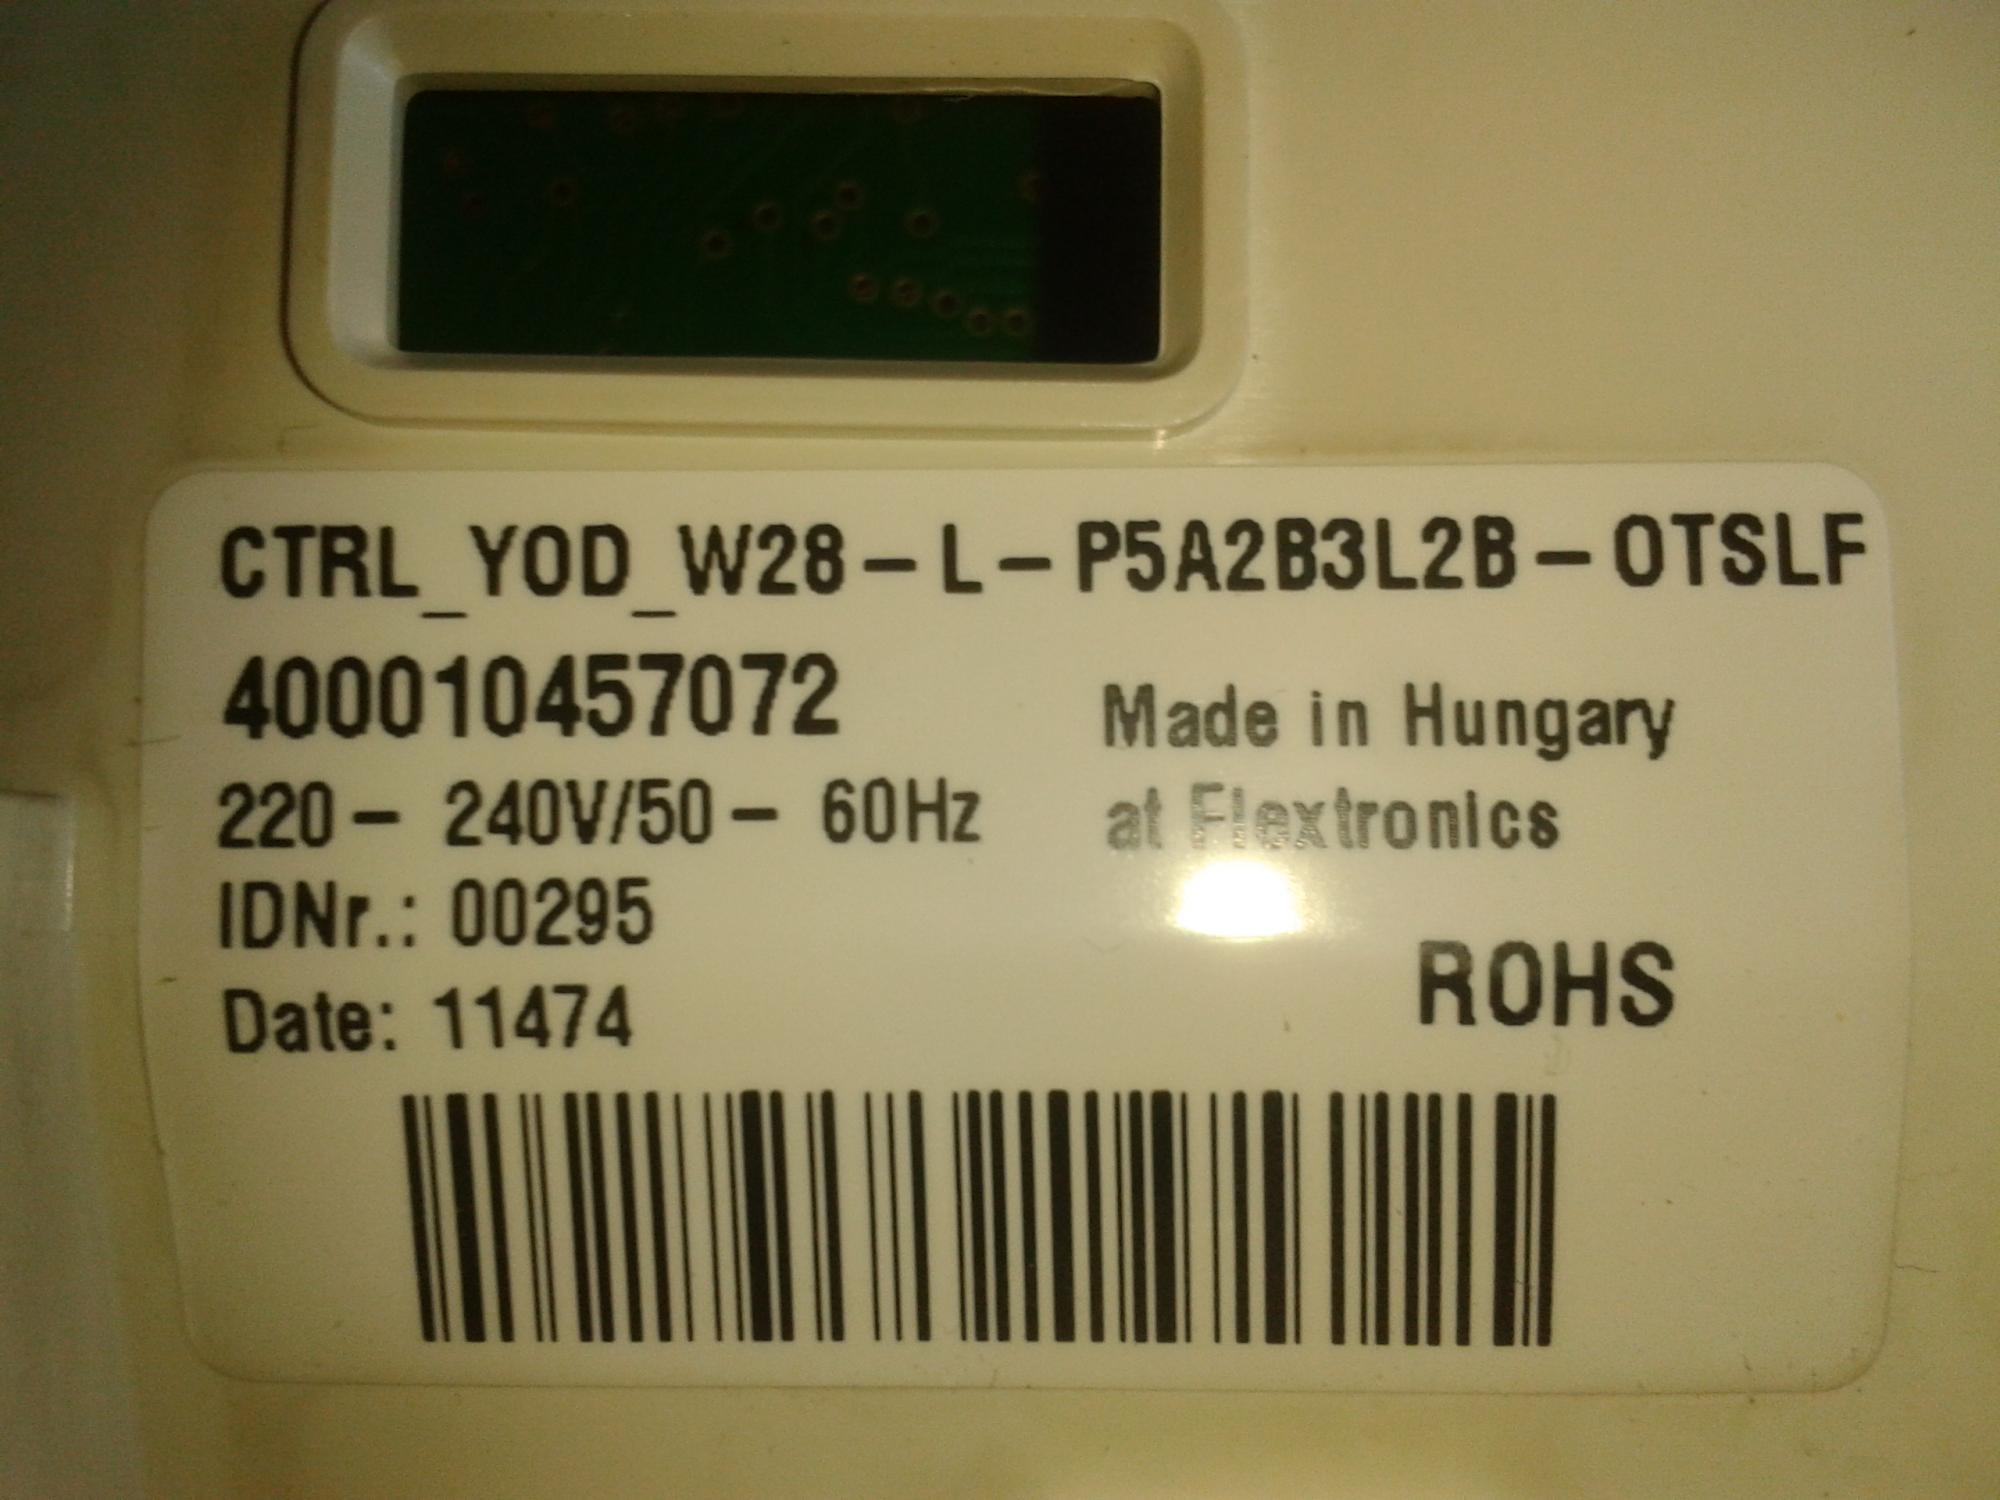 CTRL_YOD_W28-L-P5A2B3L2B-OTSLF
400010457072
Made in Hungary
220- 240V/50- 60Hz
at Flextronics
IDNr.: 00295
ROHS
Date: 11474